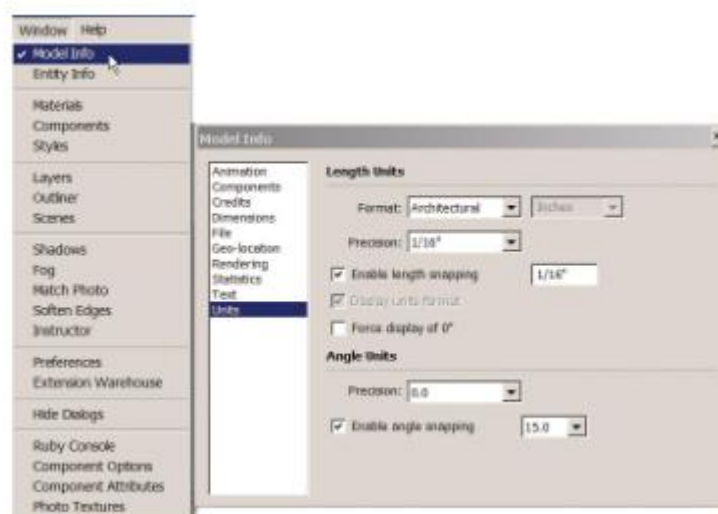 Window Help
Model Info
Entity Info
Materials
Components
Styles
Layers
Outliner
Scenes
Shadows
Fog
Match Photo
Soften Edges
Instructor
Preferences
Extension Warehouse
Hide Dialogs
Ruby Console
Component Options
Component Attributes
Photo Textures
Model Info
Animation
Components
Credits
Dimensions
File
Geo-location
Rendering
Statistics
Text
Units
Length Units
Format: Architectural Inches
Precision: 1/16"
Enable length snapping 1/16"
Display units format
Force display of 0"
Angle Units
Precision: 0.0
Enable angle snapping 15.0